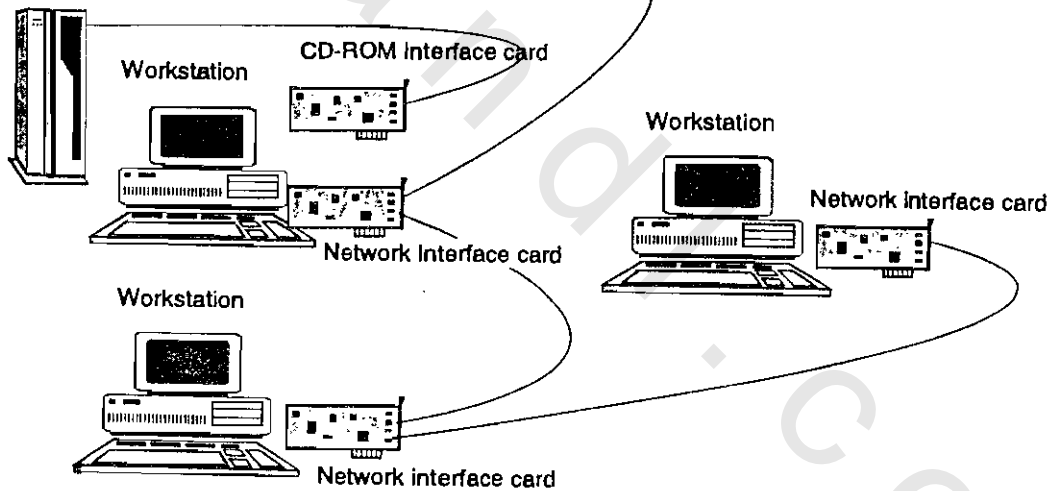 CD-ROM interface card
Workstation
Workstation
Network interface card
Network interface card
Workstation
Network interface card